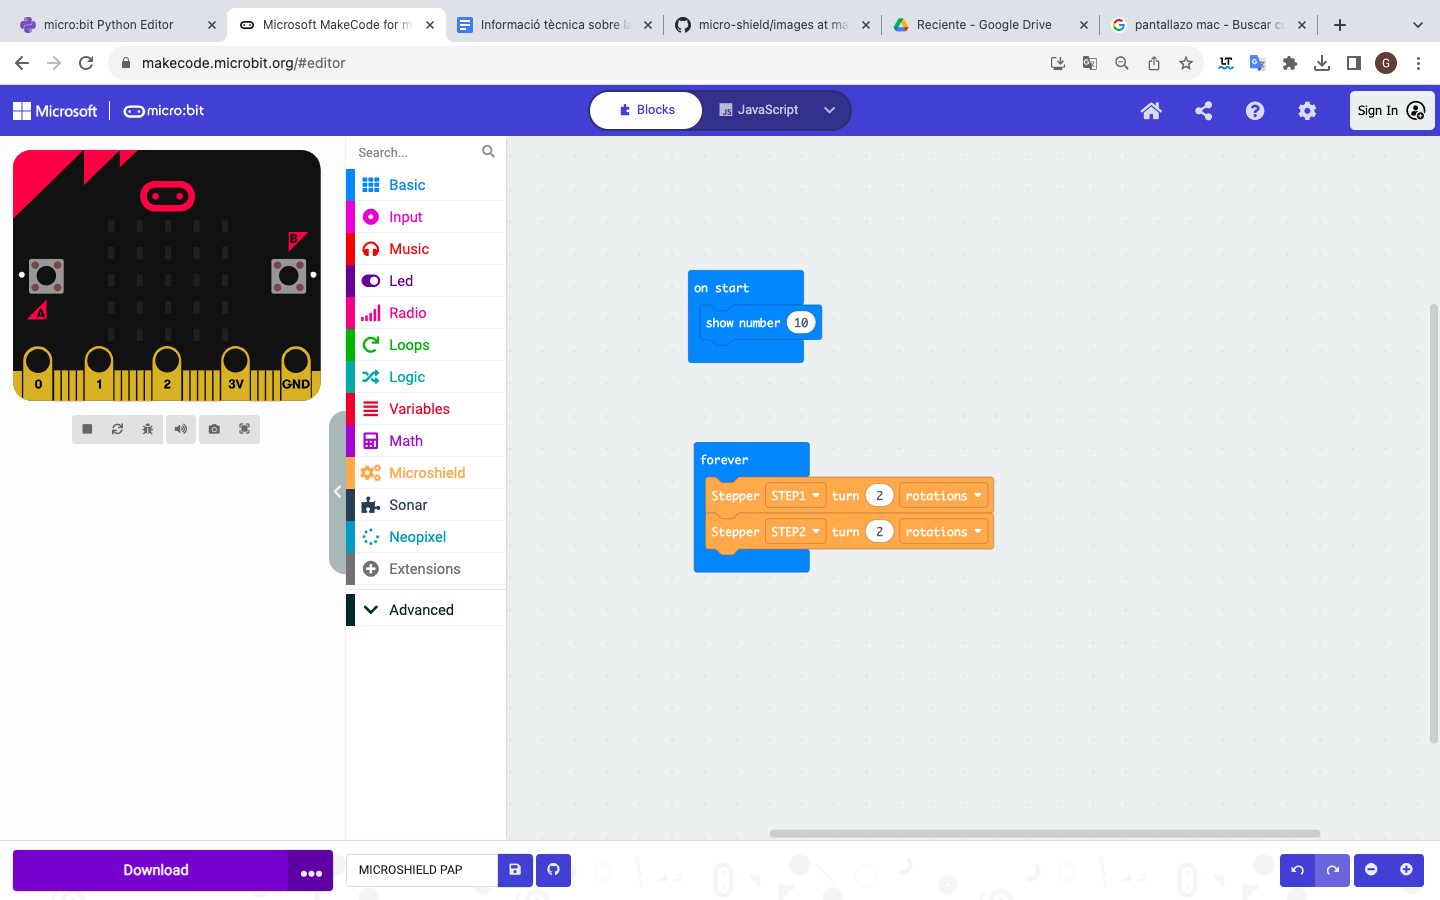 micro:bit Python Editor
Microsoft MakeCode for m
Informació tècnica sobre la
micro-shield/images at ma
Reciente - Google Drive
pantallazo mac - Buscar co
makecode.microbit.org/#editor
LT
G
Microsoft
micro:bit
Blocks
JS JavaScript
Sign In
B
A
0 1 2 3V GND
Search...
Basic
Input
Music
Led
Radio
Loops
Logic
Variables
Math
Microshield
Sonar
Neopixel
Extensions
Advanced
on start
show number 10
forever
Stepper STEP1 turn 2 rotations
Stepper STEP2 turn 2 rotations
Download
MICROSHIELD PAP